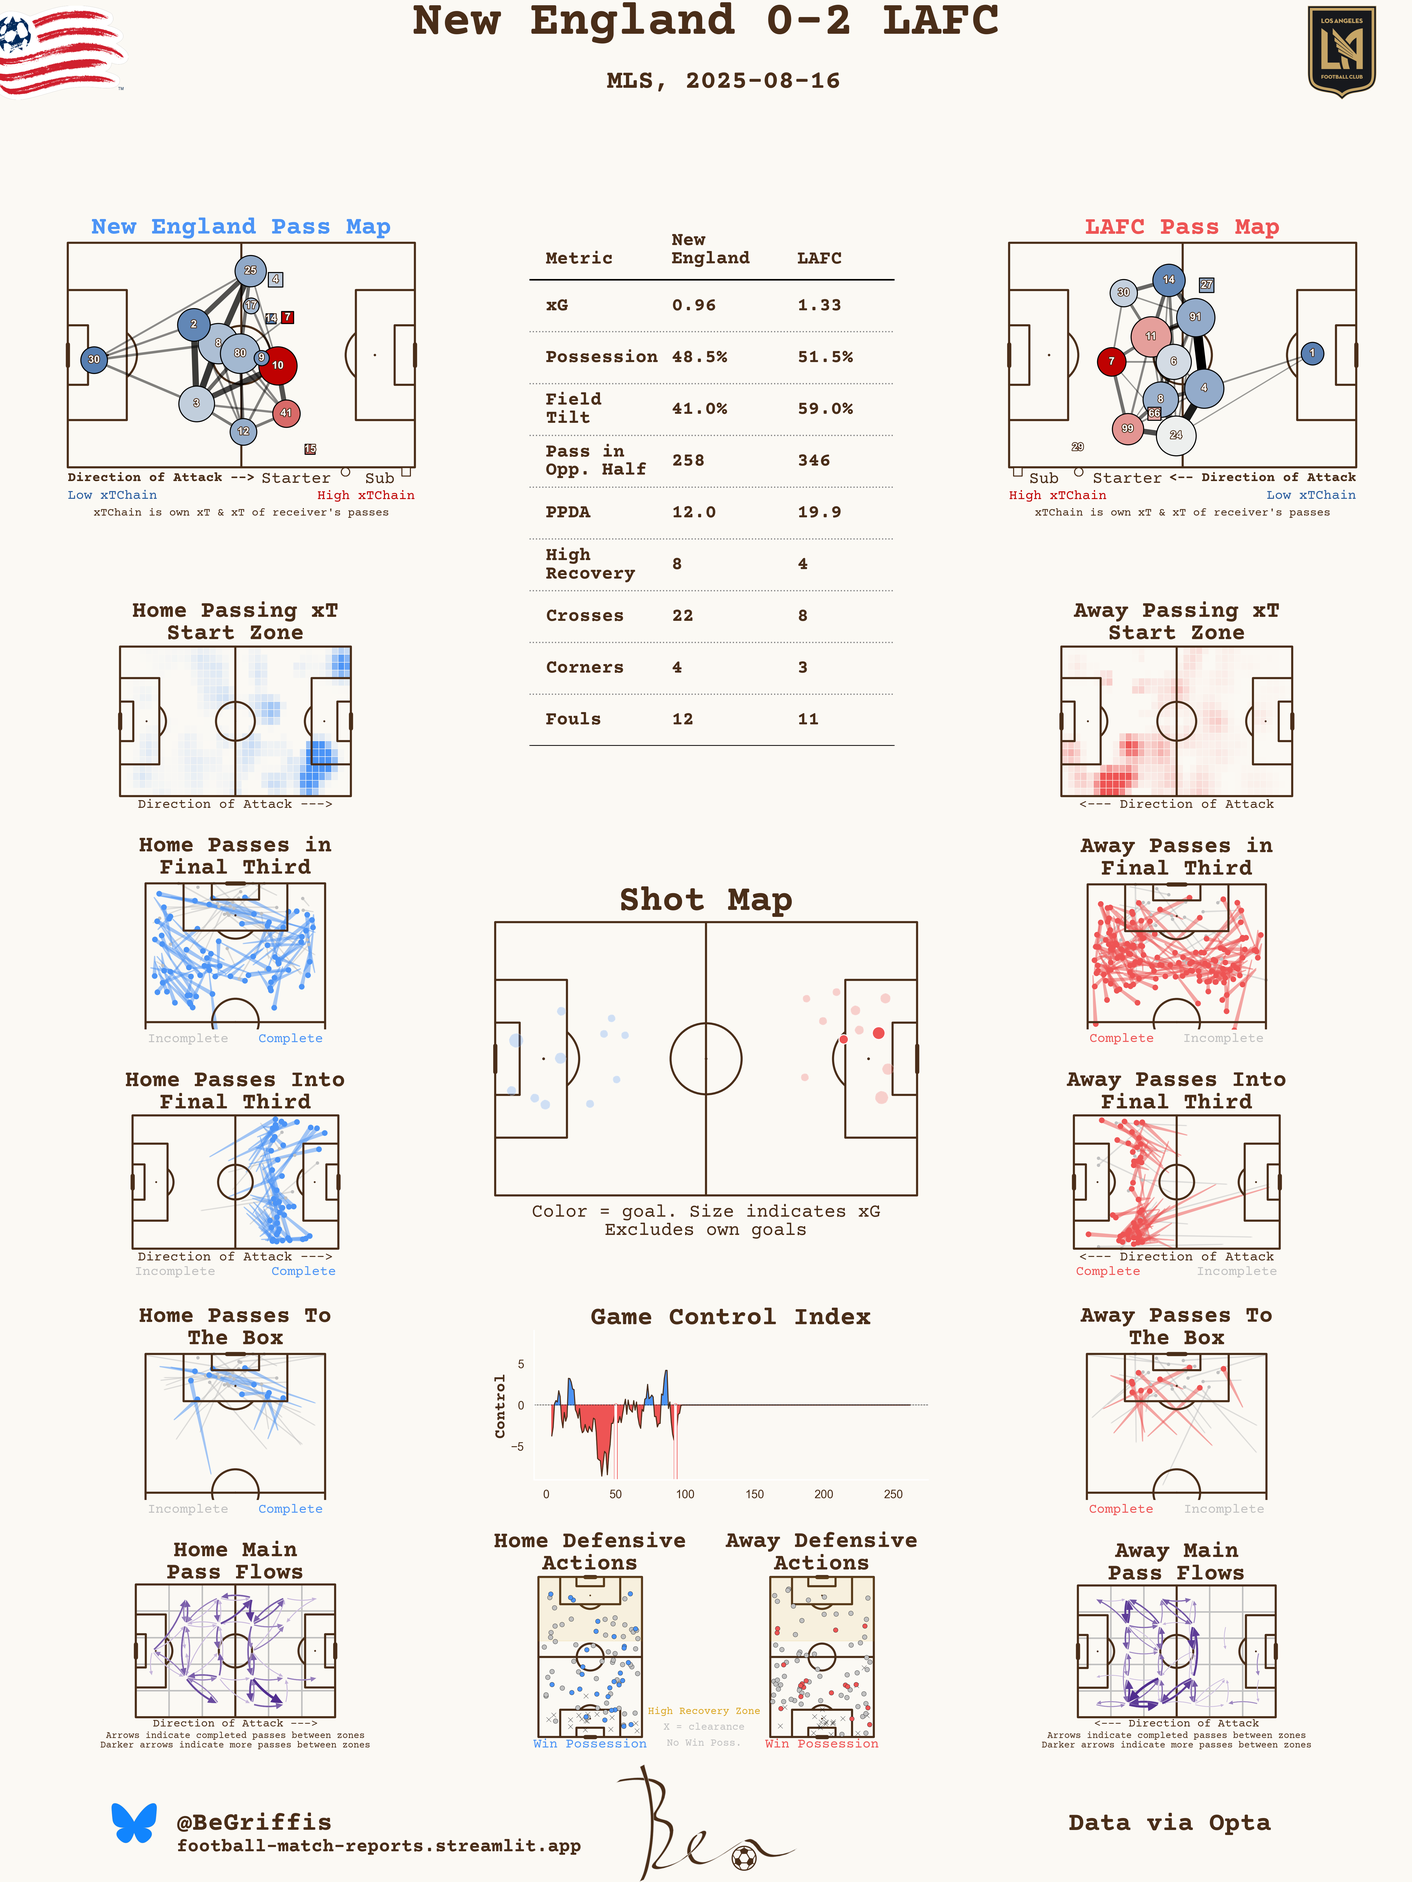 New England 0-2 LAFC
MLS, 2025-08-16
LOS ANGELES
FOOTBALL CLUB
TM
New England Pass Map
25
4
17
14
7
2
8
80
9
10
30
3
41
12
15
Direction of Attack --> Starter Sub
Low xTChain High xTChain
xTChain is own xT & xT of receiver's passes
Metric New England LAFC
xG 0.96 1.33
Possession 48.5% 51.5%
Field Tilt 41.0% 59.0%
Pass in Opp. Half 258 346
PPDA 12.0 19.9
High Recovery 8 4
Crosses 22 8
Corners 4 3
Fouls 12 11
LAFC Pass Map
14
27
30
91
11
7
6
1
4
8
66
99
24
29
Sub Starter <-- Direction of Attack
High xTChain Low xTChain
xTChain is own xT & xT of receiver's passes
Home Passing xT
Start Zone
Direction of Attack --->
Away Passing xT
Start Zone
<--- Direction of Attack
Home Passes in
Final Third
Incomplete Complete
Away Passes in
Final Third
Complete Incomplete
Shot Map
Color = goal. Size indicates xG
Excludes own goals
Home Passes Into
Final Third
Direction of Attack --->
Incomplete Complete
Away Passes Into
Final Third
<--- Direction of Attack
Complete Incomplete
Home Passes To
The Box
Incomplete Complete
Game Control Index
Control
5
0
−5
0 50 100 150 200 250
Away Passes To
The Box
Complete Incomplete
Home Main
Pass Flows
Direction of Attack --->
Arrows indicate completed passes between zones
Darker arrows indicate more passes between zones
Home Defensive
Actions
Win Possession
Away Defensive
Actions
Win Possession
High Recovery Zone
X = clearance
No Win Poss.
Away Main
Pass Flows
<--- Direction of Attack
Arrows indicate completed passes between zones
Darker arrows indicate more passes between zones
@BeGriffis
football-match-reports.streamlit.app
Ben
Data via Opta